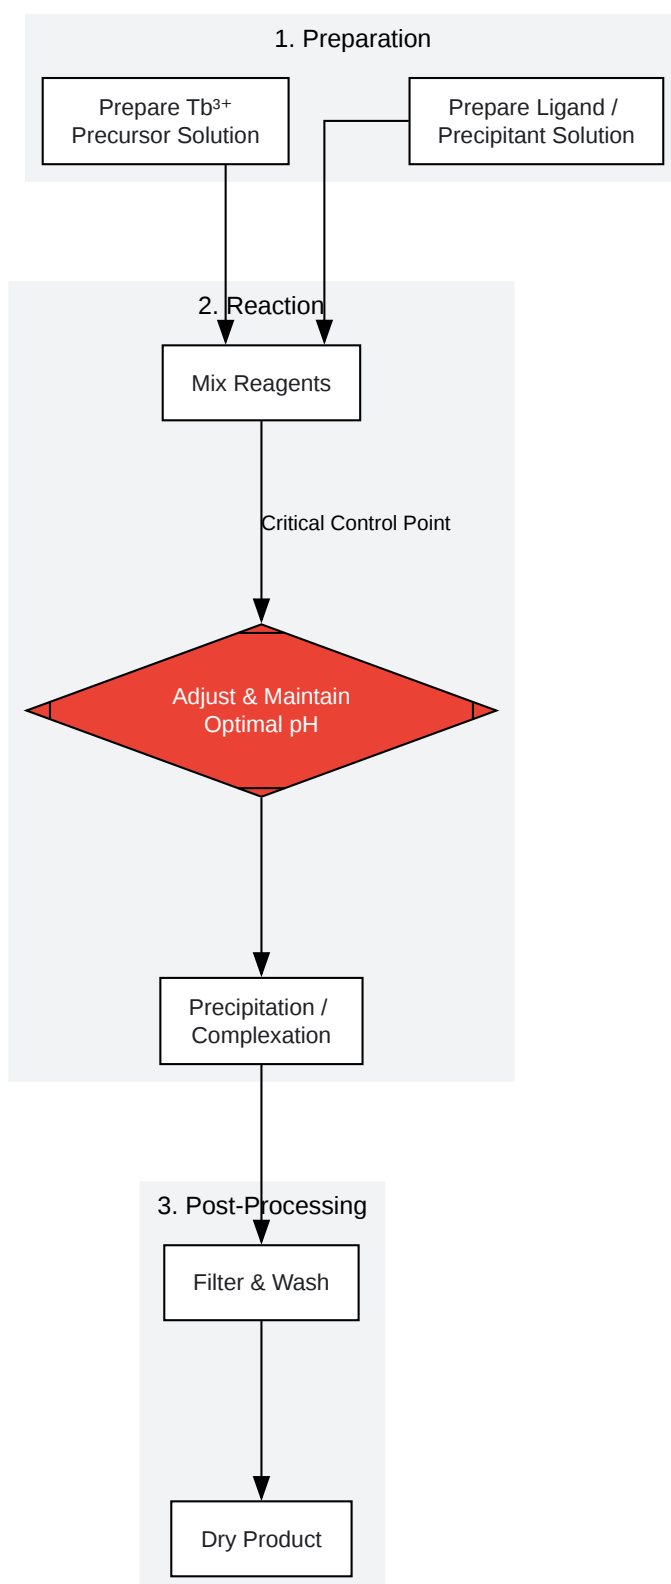 1. Preparation
Prepare Tb³⁺
Precursor Solution
Prepare Ligand /
Precipitant Solution
2. Reaction
Mix Reagents
Critical Control Point
Adjust & Maintain
Optimal pH
Precipitation /
Complexation
3. Post-Processing
Filter & Wash
Dry Product